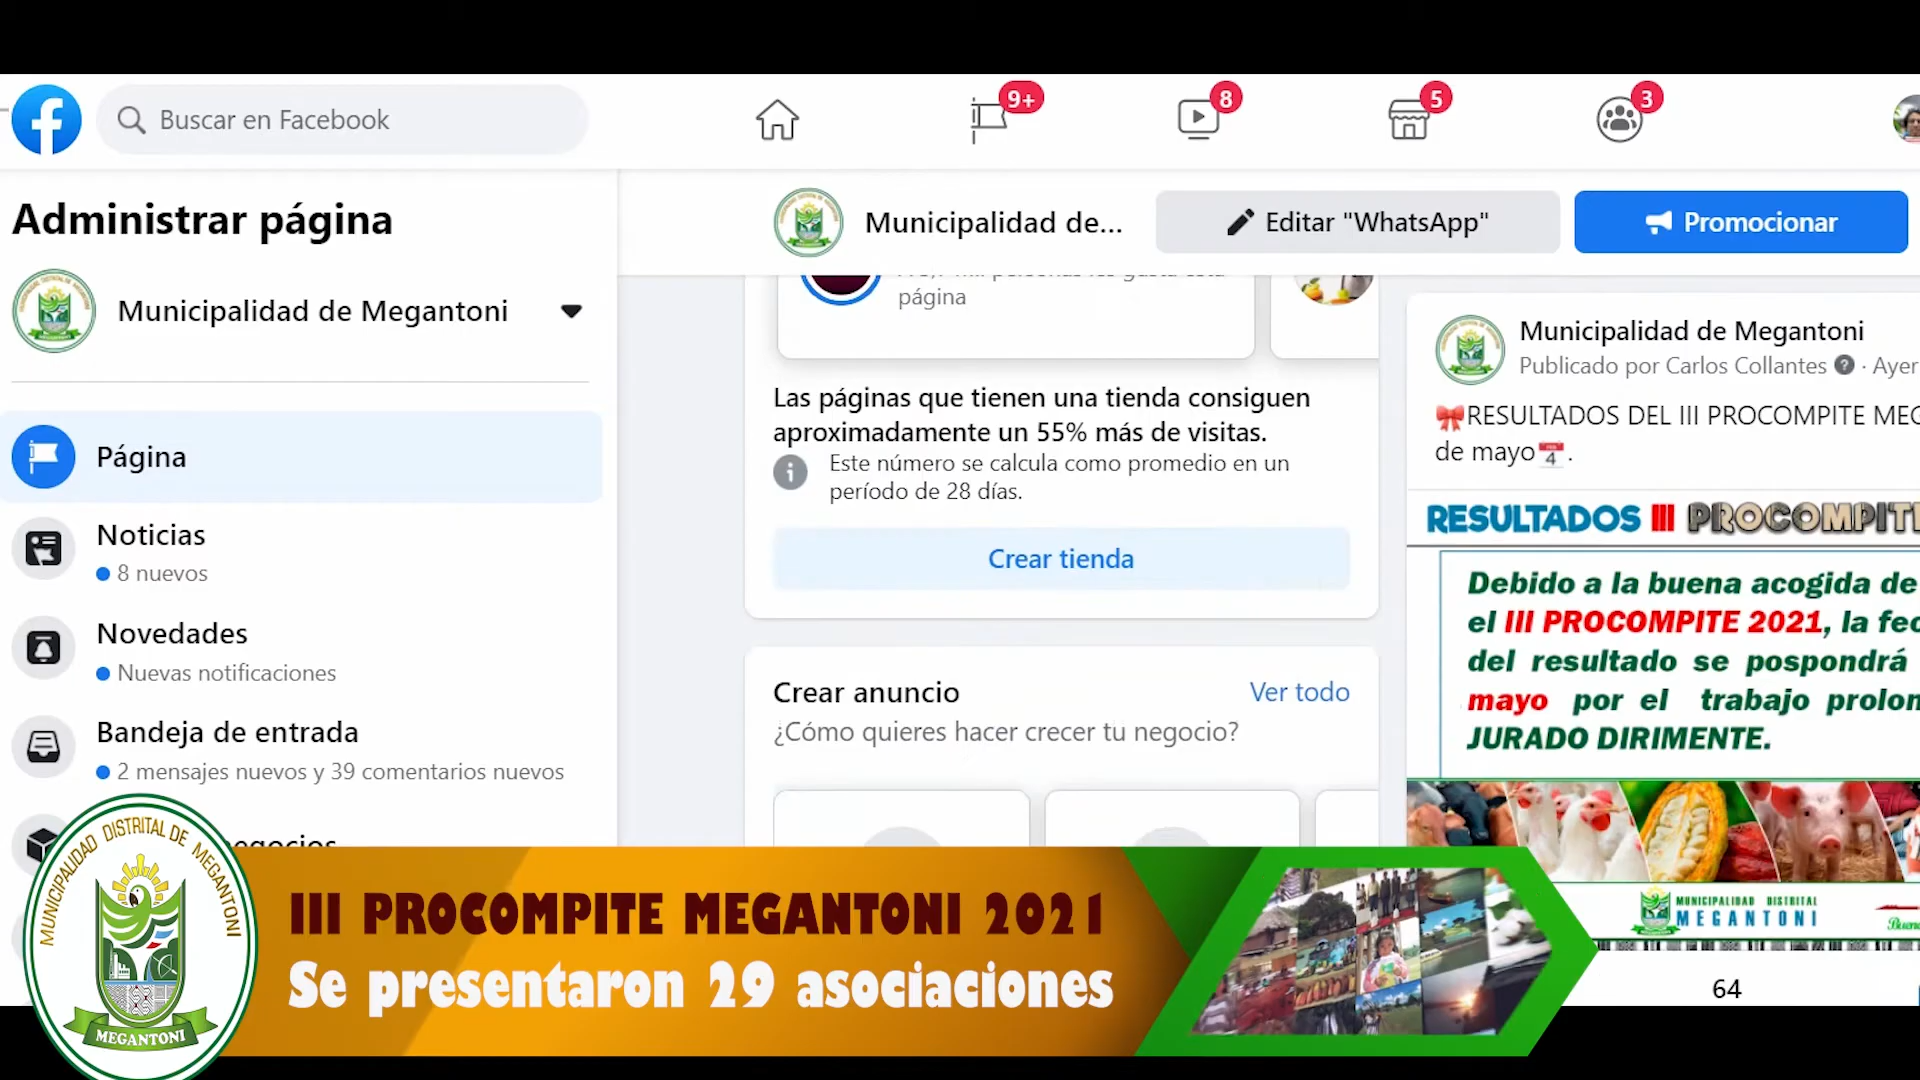 Buscar en Facebook
9+
8
5
3
Administrar página
Municipalidad de...
Editar "WhatsApp"
Promocionar
Municipalidad de Megantoni
página
Municipalidad de Megantoni
Publicado por Carlos Collantes · Ayer
RESULTADOS DEL III PROCOMPITE MEG
de mayo
Las páginas que tienen una tienda consiguen
aproximadamente un 55% más de visitas.
Este número se calcula como promedio en un
período de 28 días.
Crear tienda
Página
Noticias
8 nuevos
Novedades
Nuevas notificaciones
Bandeja de entrada
2 mensajes nuevos y 39 comentarios nuevos
RESULTADOS III PROCOMPITE
Debido a la buena acogida de
el III PROCOMPITE 2021, la fec
del resultado se pospondrá
mayo por el trabajo prolon
JURADO DIRIMENTE.
Crear anuncio
Ver todo
¿Cómo quieres hacer crecer tu negocio?
MUNICIPALIDAD DISTRITAL
MEGANTONI
64
MUNICIPALIDAD DISTRITAL DE MEGANTONI
MEGANTONI
III PROCOMPITE MEGANTONI 2021
Se presentaron 29 asociaciones